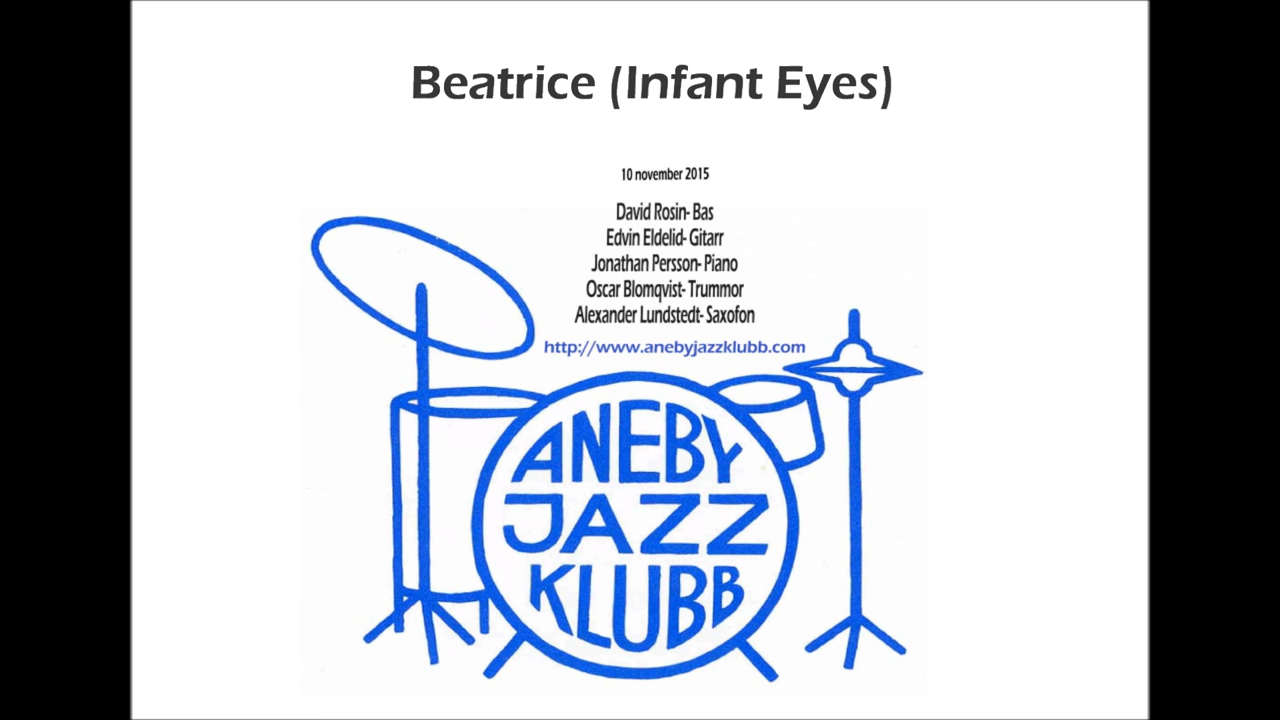 Beatrice (Infant Eyes)
10 november 2015
David Rosin- Bas
Edvin Eldelid- Gitarr
Jonathan Persson- Piano
Oscar Blomqvist- Trummor
Alexander Lundstedt- Saxofon
http://www.anebyjazzklubb.com
ANEBY
JAZZ
KLUBB